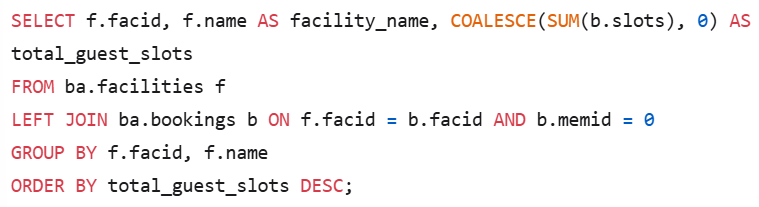 SELECT f.facid, f.name AS facility_name, COALESCE(SUM(b.slots), 0) AS
total_guest_slots
FROM ba.facilities f
LEFT JOIN ba.bookings b ON f.facid = b.facid AND b.memid = 0
GROUP BY f.facid, f.name
ORDER BY total_guest_slots DESC;